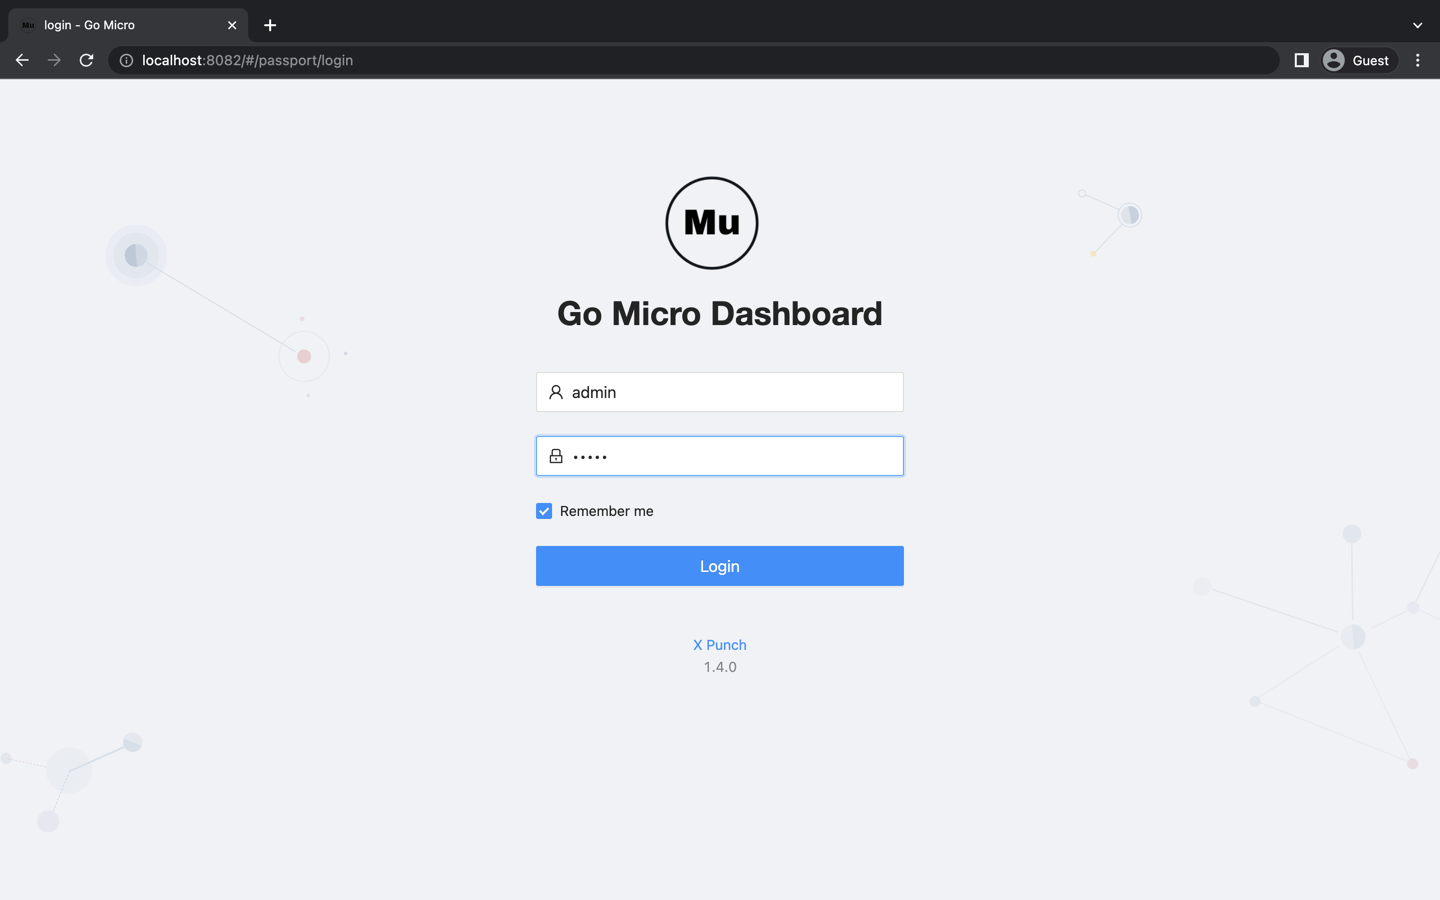 Mu login - Go Micro
localhost:8082/#/passport/login
Guest
Mu
Go Micro Dashboard
admin
•••••
Remember me
Login
X Punch
1.4.0